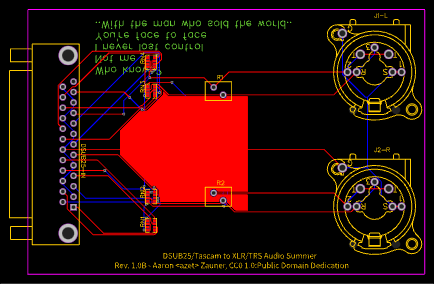 J1-L
..With the man who sold the world..
You're face to face
I never lost control
Not me
Who knows?
R1
DSUB25-IN
J2-R
R2
DSUB25/Tascam to XLR/TRS Audio Summer
Rev. 1.0B - Aaron <azet> Zauner, CC0 1.0:Public Domain Dedication